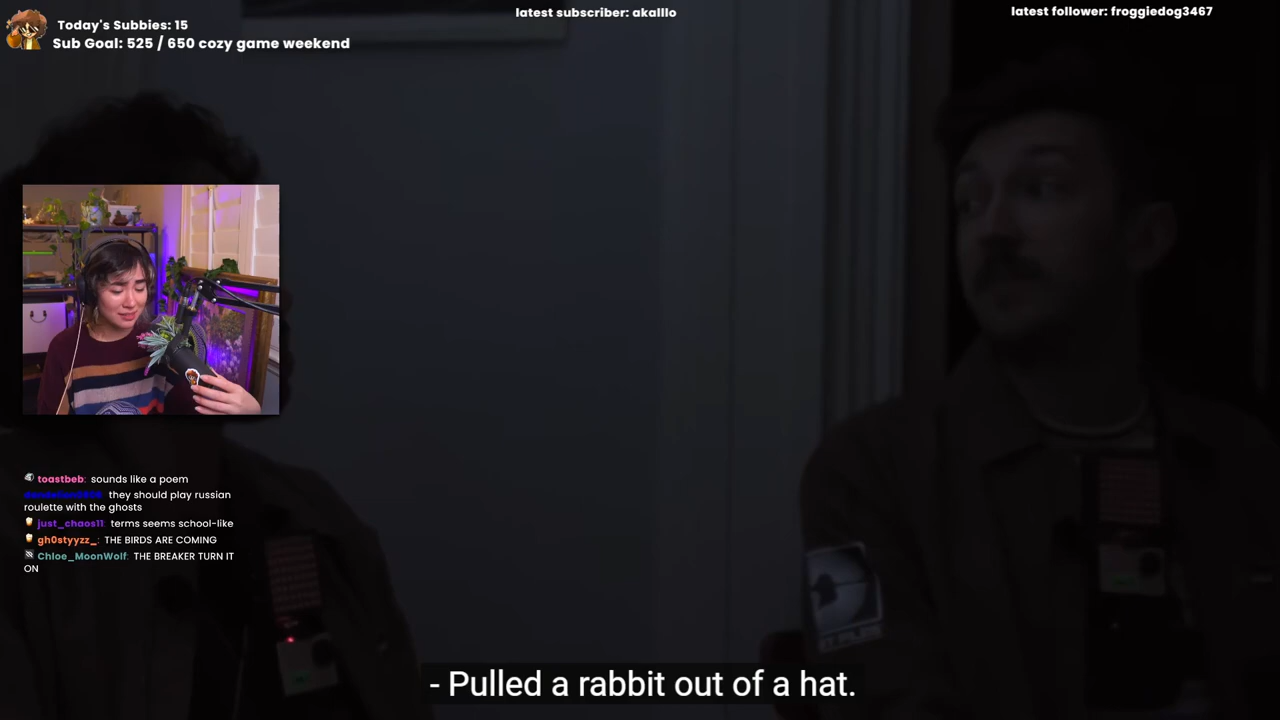 Today's Subbies: 15
Sub Goal: 525 / 650 cozy game weekend
latest subscriber: akalllo
latest follower: froggiedog3467
toastbeb: sounds like a poem
they should play russian
roulette with the ghosts
just_chaos11: terms seems school-like
gh0styyzz_: THE BIRDS ARE COMING
Chloe_MoonWolf: THE BREAKER TURN IT
ON
- Pulled a rabbit out of a hat.